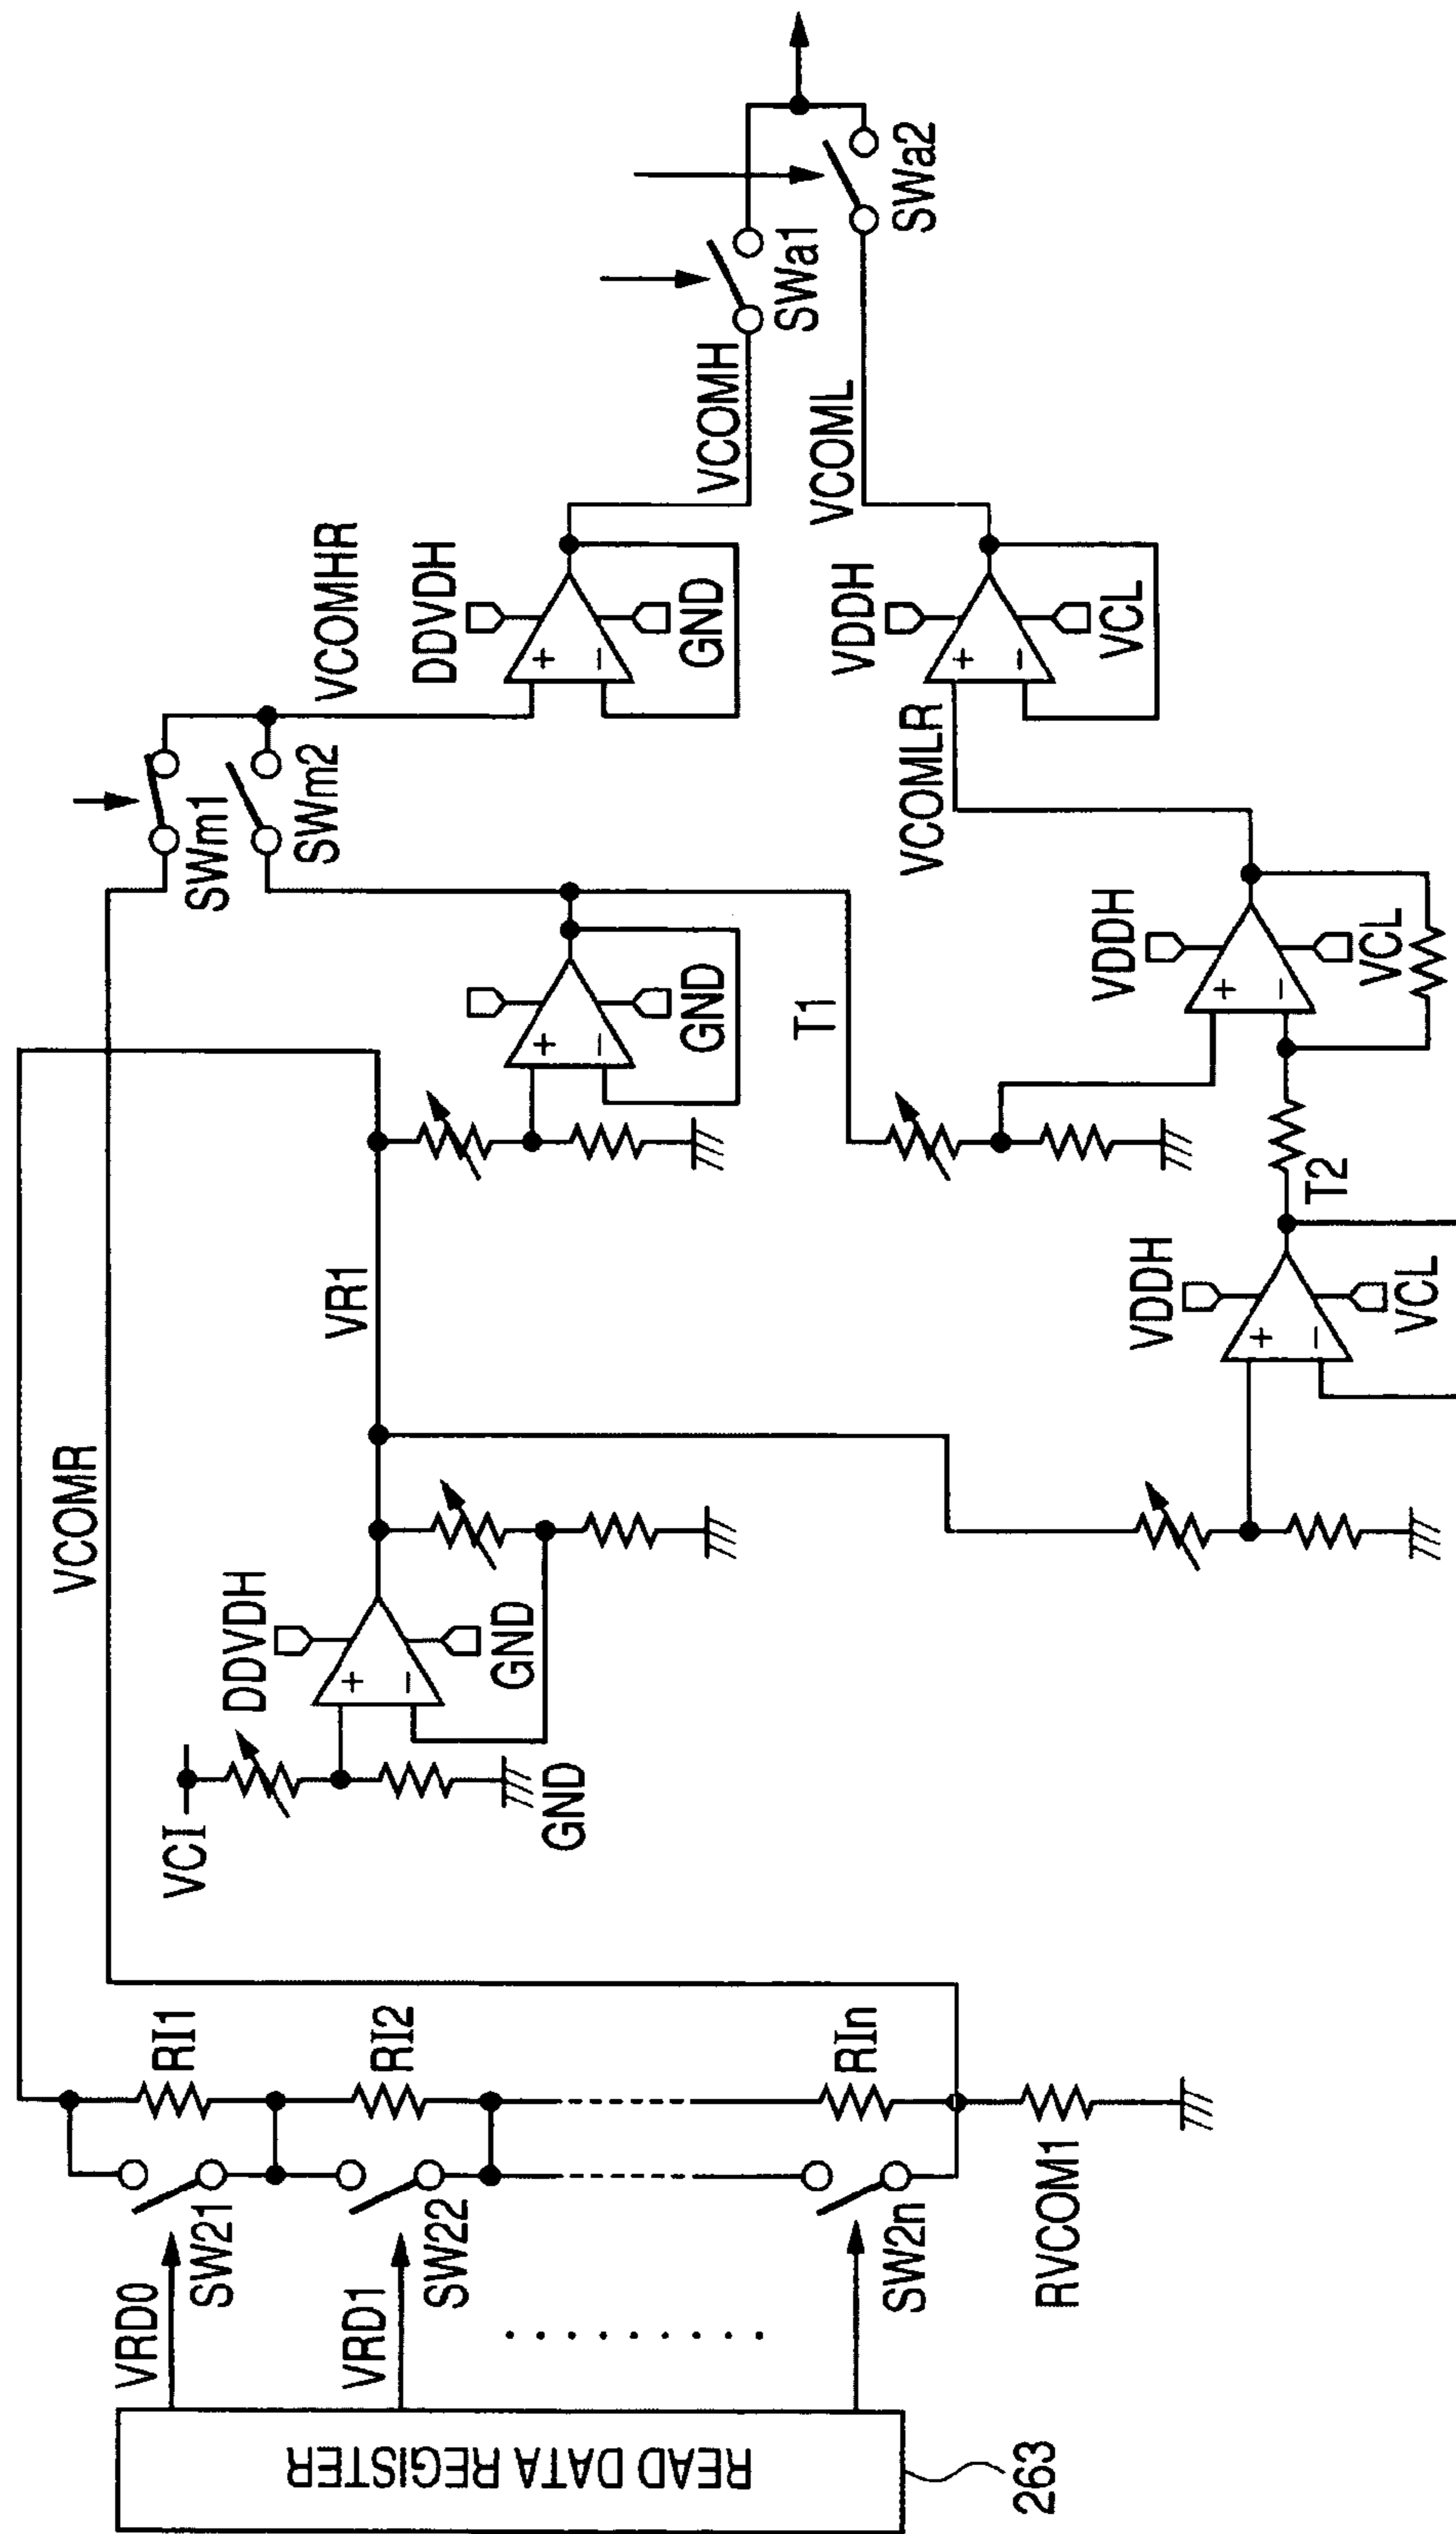 READ DATA REGISTER
263
VRD0
VRD1
SW21
SW22
SW2n
RI1
RI2
RIn
RVCOM1
VCOMR
VCI
GND
DDVDH
+
−
GND
VR1
+
−
GND
T1
SWm1
SWm2
VCOMHR
DDVDH
+
−
GND
VCOMH
SWa1
VDDH
+
−
VCL
T2
VDDH
+
−
VCL
VCOMLR
VDDH
+
−
VCL
VCOML
SWa2